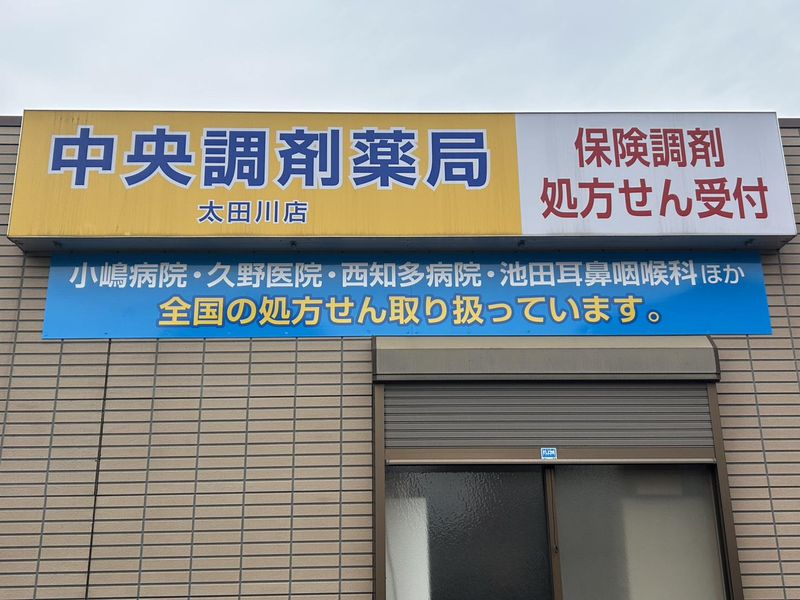 中央調剤薬局
太田川店
保険調剤
処方せん受付
小嶋病院・久野医院・西知多病院・池田耳鼻咽喉科ほか
全国の処方せん取り扱っています。